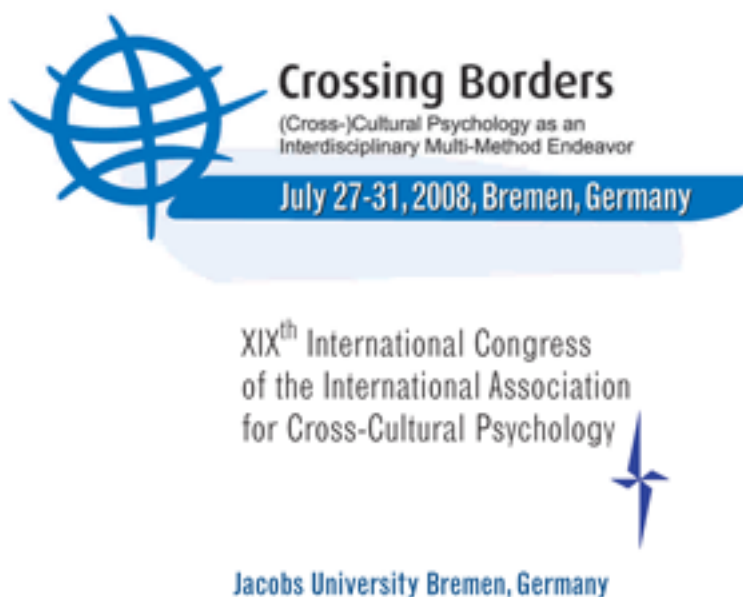 Crossing Borders
(Cross-)Cultural Psychology as an
Interdisciplinary Multi-Method Endeavor
July 27-31, 2008, Bremen, Germany
XIXth International Congress
of the International Association
for Cross-Cultural Psychology
Jacobs University Bremen, Germany